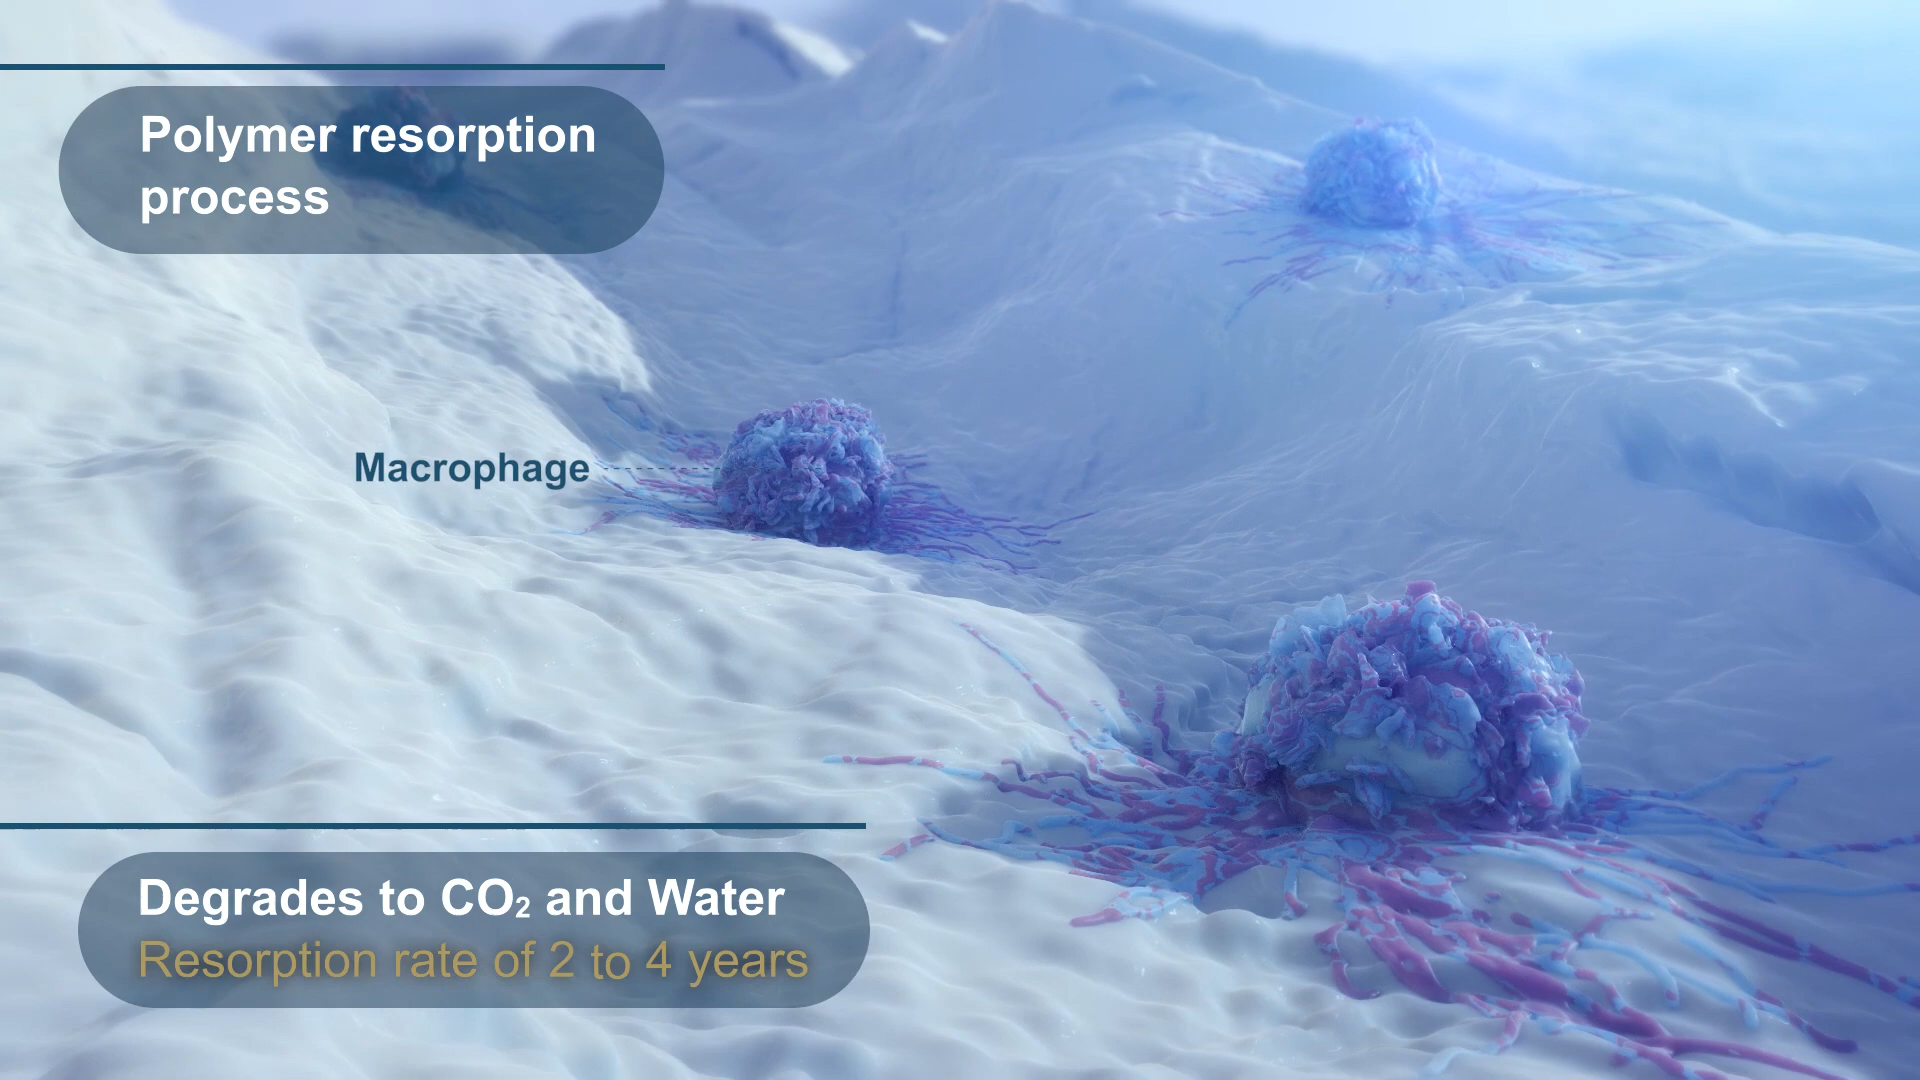 Polymer resorption
process
Macrophage
Degrades to CO₂ and Water
Resorption rate of 2 to 4 years